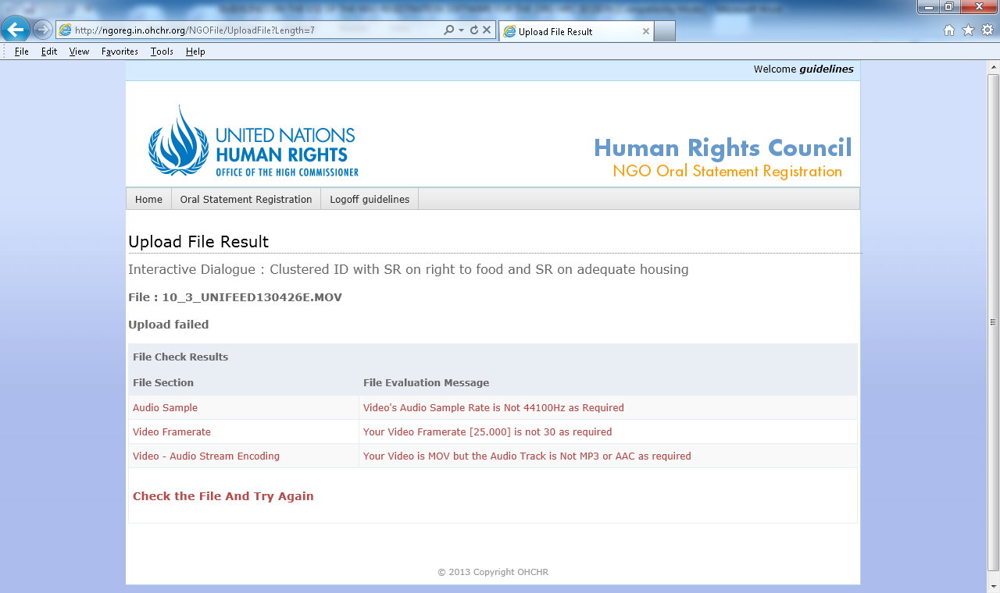 http://ngoreg.in.ohchr.org/NGOFile/UploadFile?Length=7
Upload File Result
File Edit View Favorites Tools Help
Welcome guidelines
UNITED NATIONS
HUMAN RIGHTS
OFFICE OF THE HIGH COMMISSIONER
Human Rights Council
NGO Oral Statement Registration
Home Oral Statement Registration Logoff guidelines
Upload File Result
Interactive Dialogue : Clustered ID with SR on right to food and SR on adequate housing
File : 10_3_UNIFEED130426E.MOV
Upload failed
File Check Results
File Section File Evaluation Message
Audio Sample Video's Audio Sample Rate is Not 44100Hz as Required
Video Framerate Your Video Framerate [25.000] is not 30 as required
Video - Audio Stream Encoding Your Video is MOV but the Audio Track is Not MP3 or AAC as required
Check the File And Try Again
© 2013 Copyright OHCHR